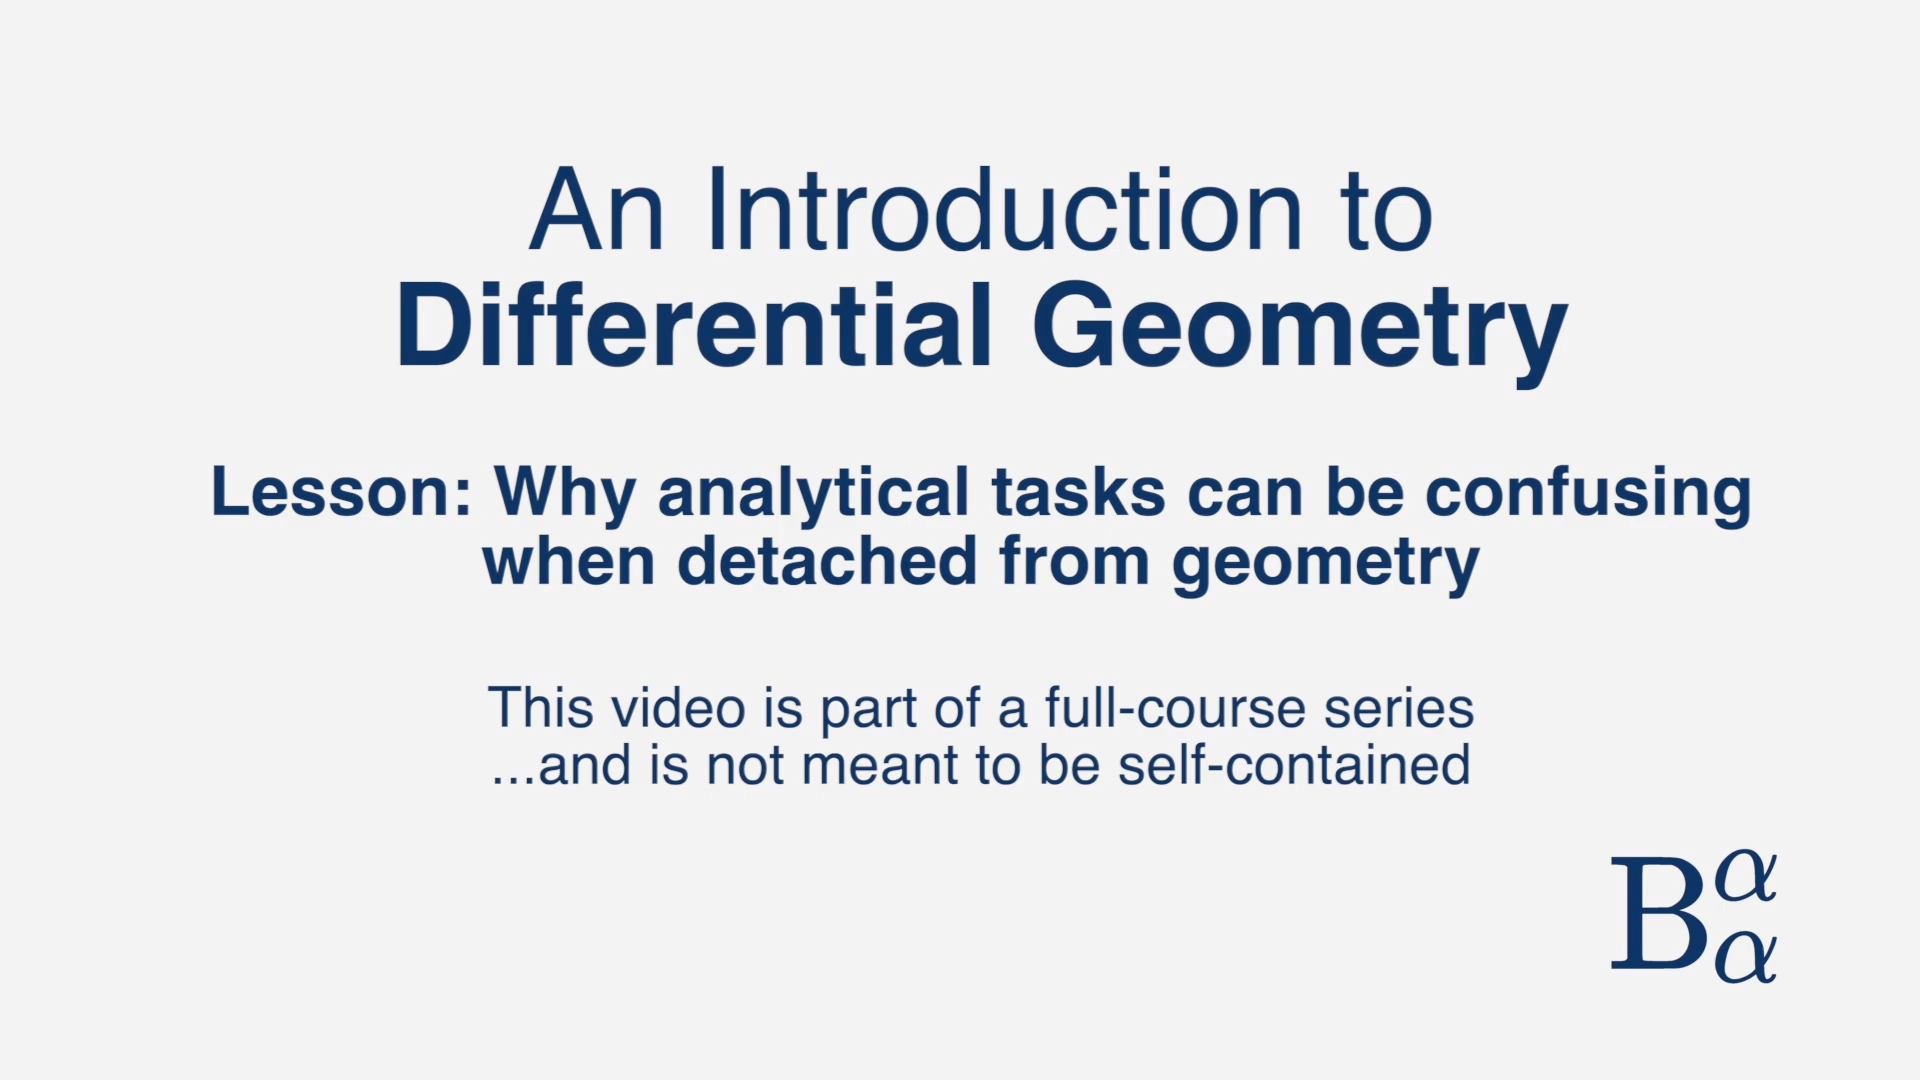 An Introduction to
Differential Geometry
Lesson: Why analytical tasks can be confusing
when detached from geometry
This video is part of a full-course series
...and is not meant to be self-contained
B^α_α